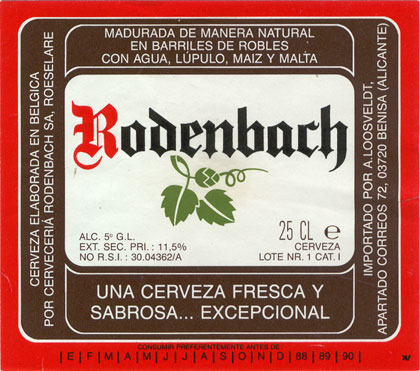 MADURADA DE MANERA NATURAL
EN BARRILES DE ROBLES
CON AGUA, LÚPULO, MAIZ Y MALTA
CERVEZA ELABORADA EN BELGICA
POR CERVECERIÁ RODENBACH SA, ROESELARE
Rodenbach
ALC. 5º G.L.
EXT. SEC. PRI. : 11,5%
NO R.S.I. : 30.04362/A
25 CL e
CERVEZA
LOTE NR. 1 CAT. I
IMPORTADO POR A.LOOSVELDT,
APARTADO CORREOS 72, 03720 BENISA (ALICANTE)
UNA CERVEZA FRESCA Y
SABROSA... EXCEPCIONAL
CONSUMIR PREFERENTEMENTE ANTES DE :
|E|F|M|A|M|J|J|A|S|O|N|D|88|89|90|